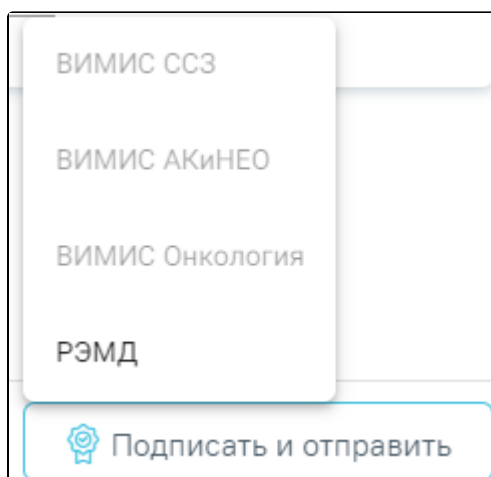 ВИМИС ССЗ
ВИМИС АКиНЕО
ВИМИС Онкология
РЭМД
Подписать и отправить